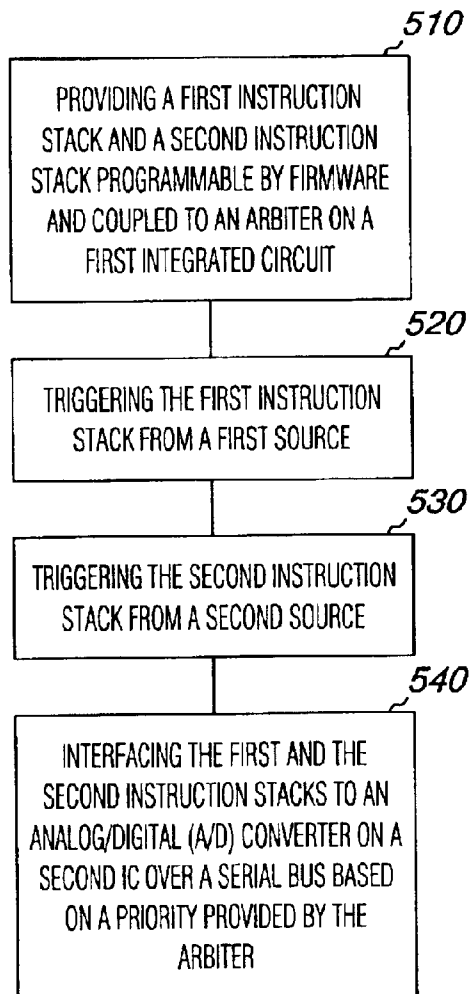 510
PROVIDING A FIRST INSTRUCTION
STACK AND A SECOND INSTRUCTION
STACK PROGRAMMABLE BY FIRMWARE
AND COUPLED TO AN ARBITER ON A
FIRST INTEGRATED CIRCUIT
520
TRIGGERING THE FIRST INSTRUCTION
STACK FROM A FIRST SOURCE
530
TRIGGERING THE SECOND INSTRUCTION
STACK FROM A SECOND SOURCE
540
INTERFACING THE FIRST AND THE
SECOND INSTRUCTION STACKS TO AN
ANALOG/DIGITAL (A/D) CONVERTER ON A
SECOND IC OVER A SERIAL BUS BASED
ON A PRIORITY PROVIDED BY THE
ARBITER